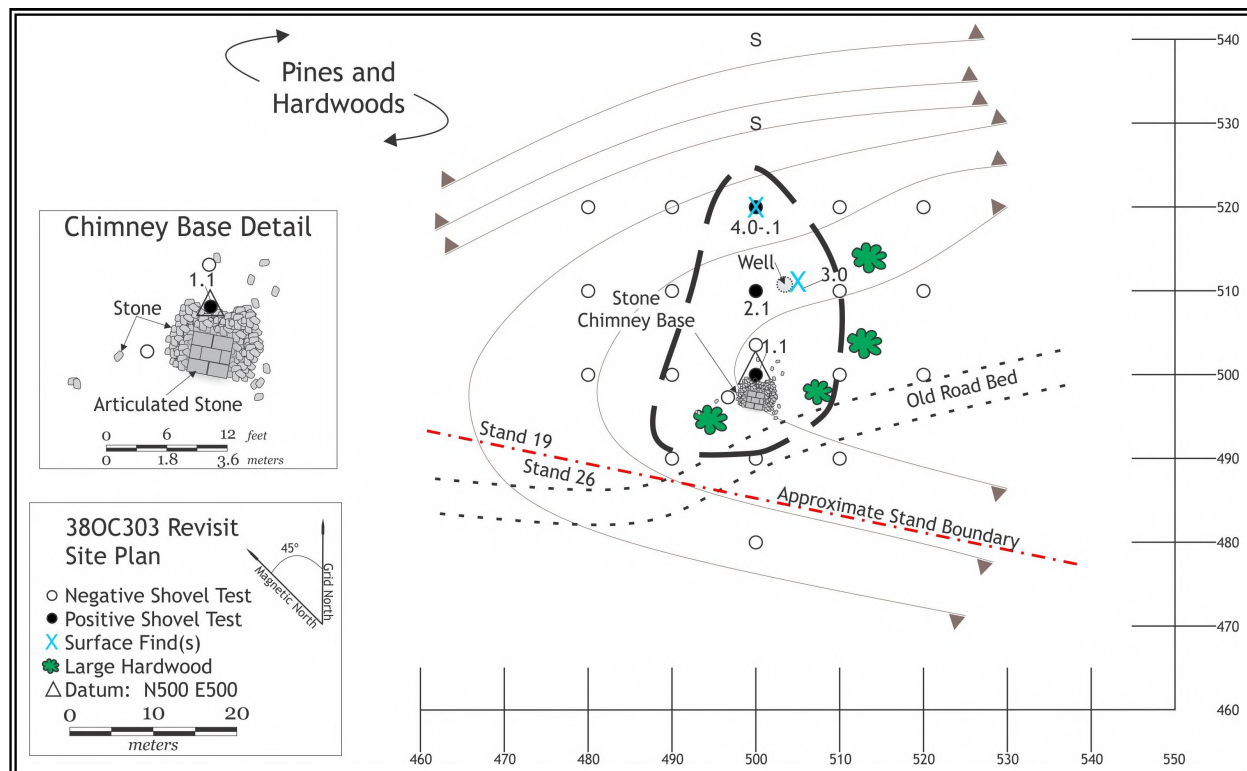 Pines and
Hardwoods
S
S
540
530
520
510
500
490
480
470
460
460
470
480
490
500
510
520
530
540
550
4.0-.1
Well
3.0
2.1
Stone
Chimney Base
1.1
Old Road Bed
Stand 19
Stand 26
Approximate Stand Boundary
Chimney Base Detail
1.1
Stone
Articulated Stone
0 6 12 feet
0 1.8 3.6 meters
38OC303 Revisit
Site Plan
45º
Magnetic North
Grid North
Negative Shovel Test
Positive Shovel Test
X Surface Find(s)
Large Hardwood
Datum: N500 E500
0 10 20
meters